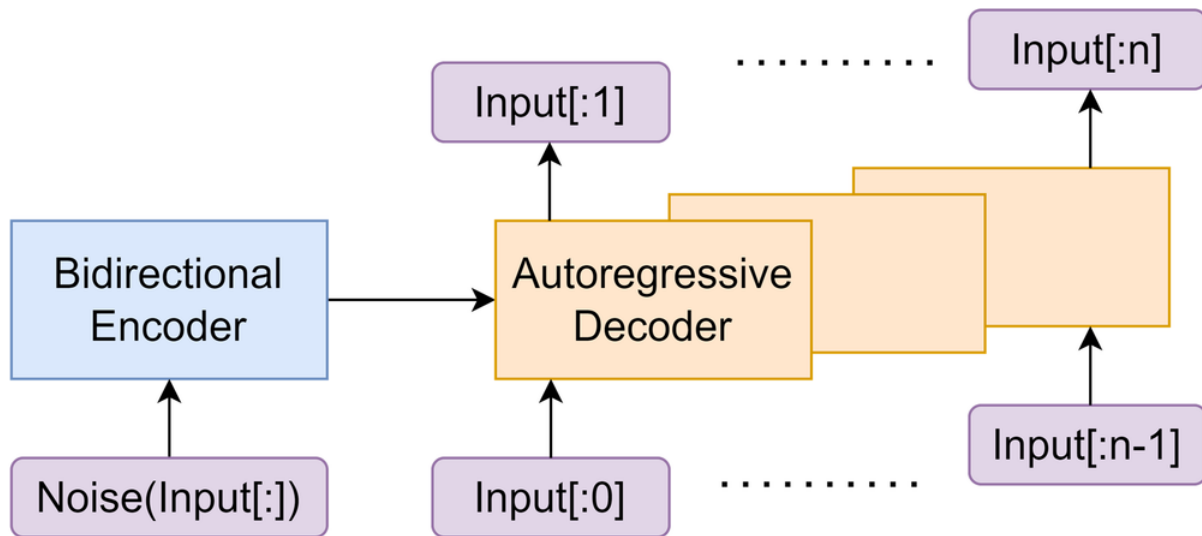 Input[:n]
Input[:1]
Bidirectional
Encoder
Autoregressive
Decoder
Input[:n-1]
Noise(Input[:])
Input[:0]